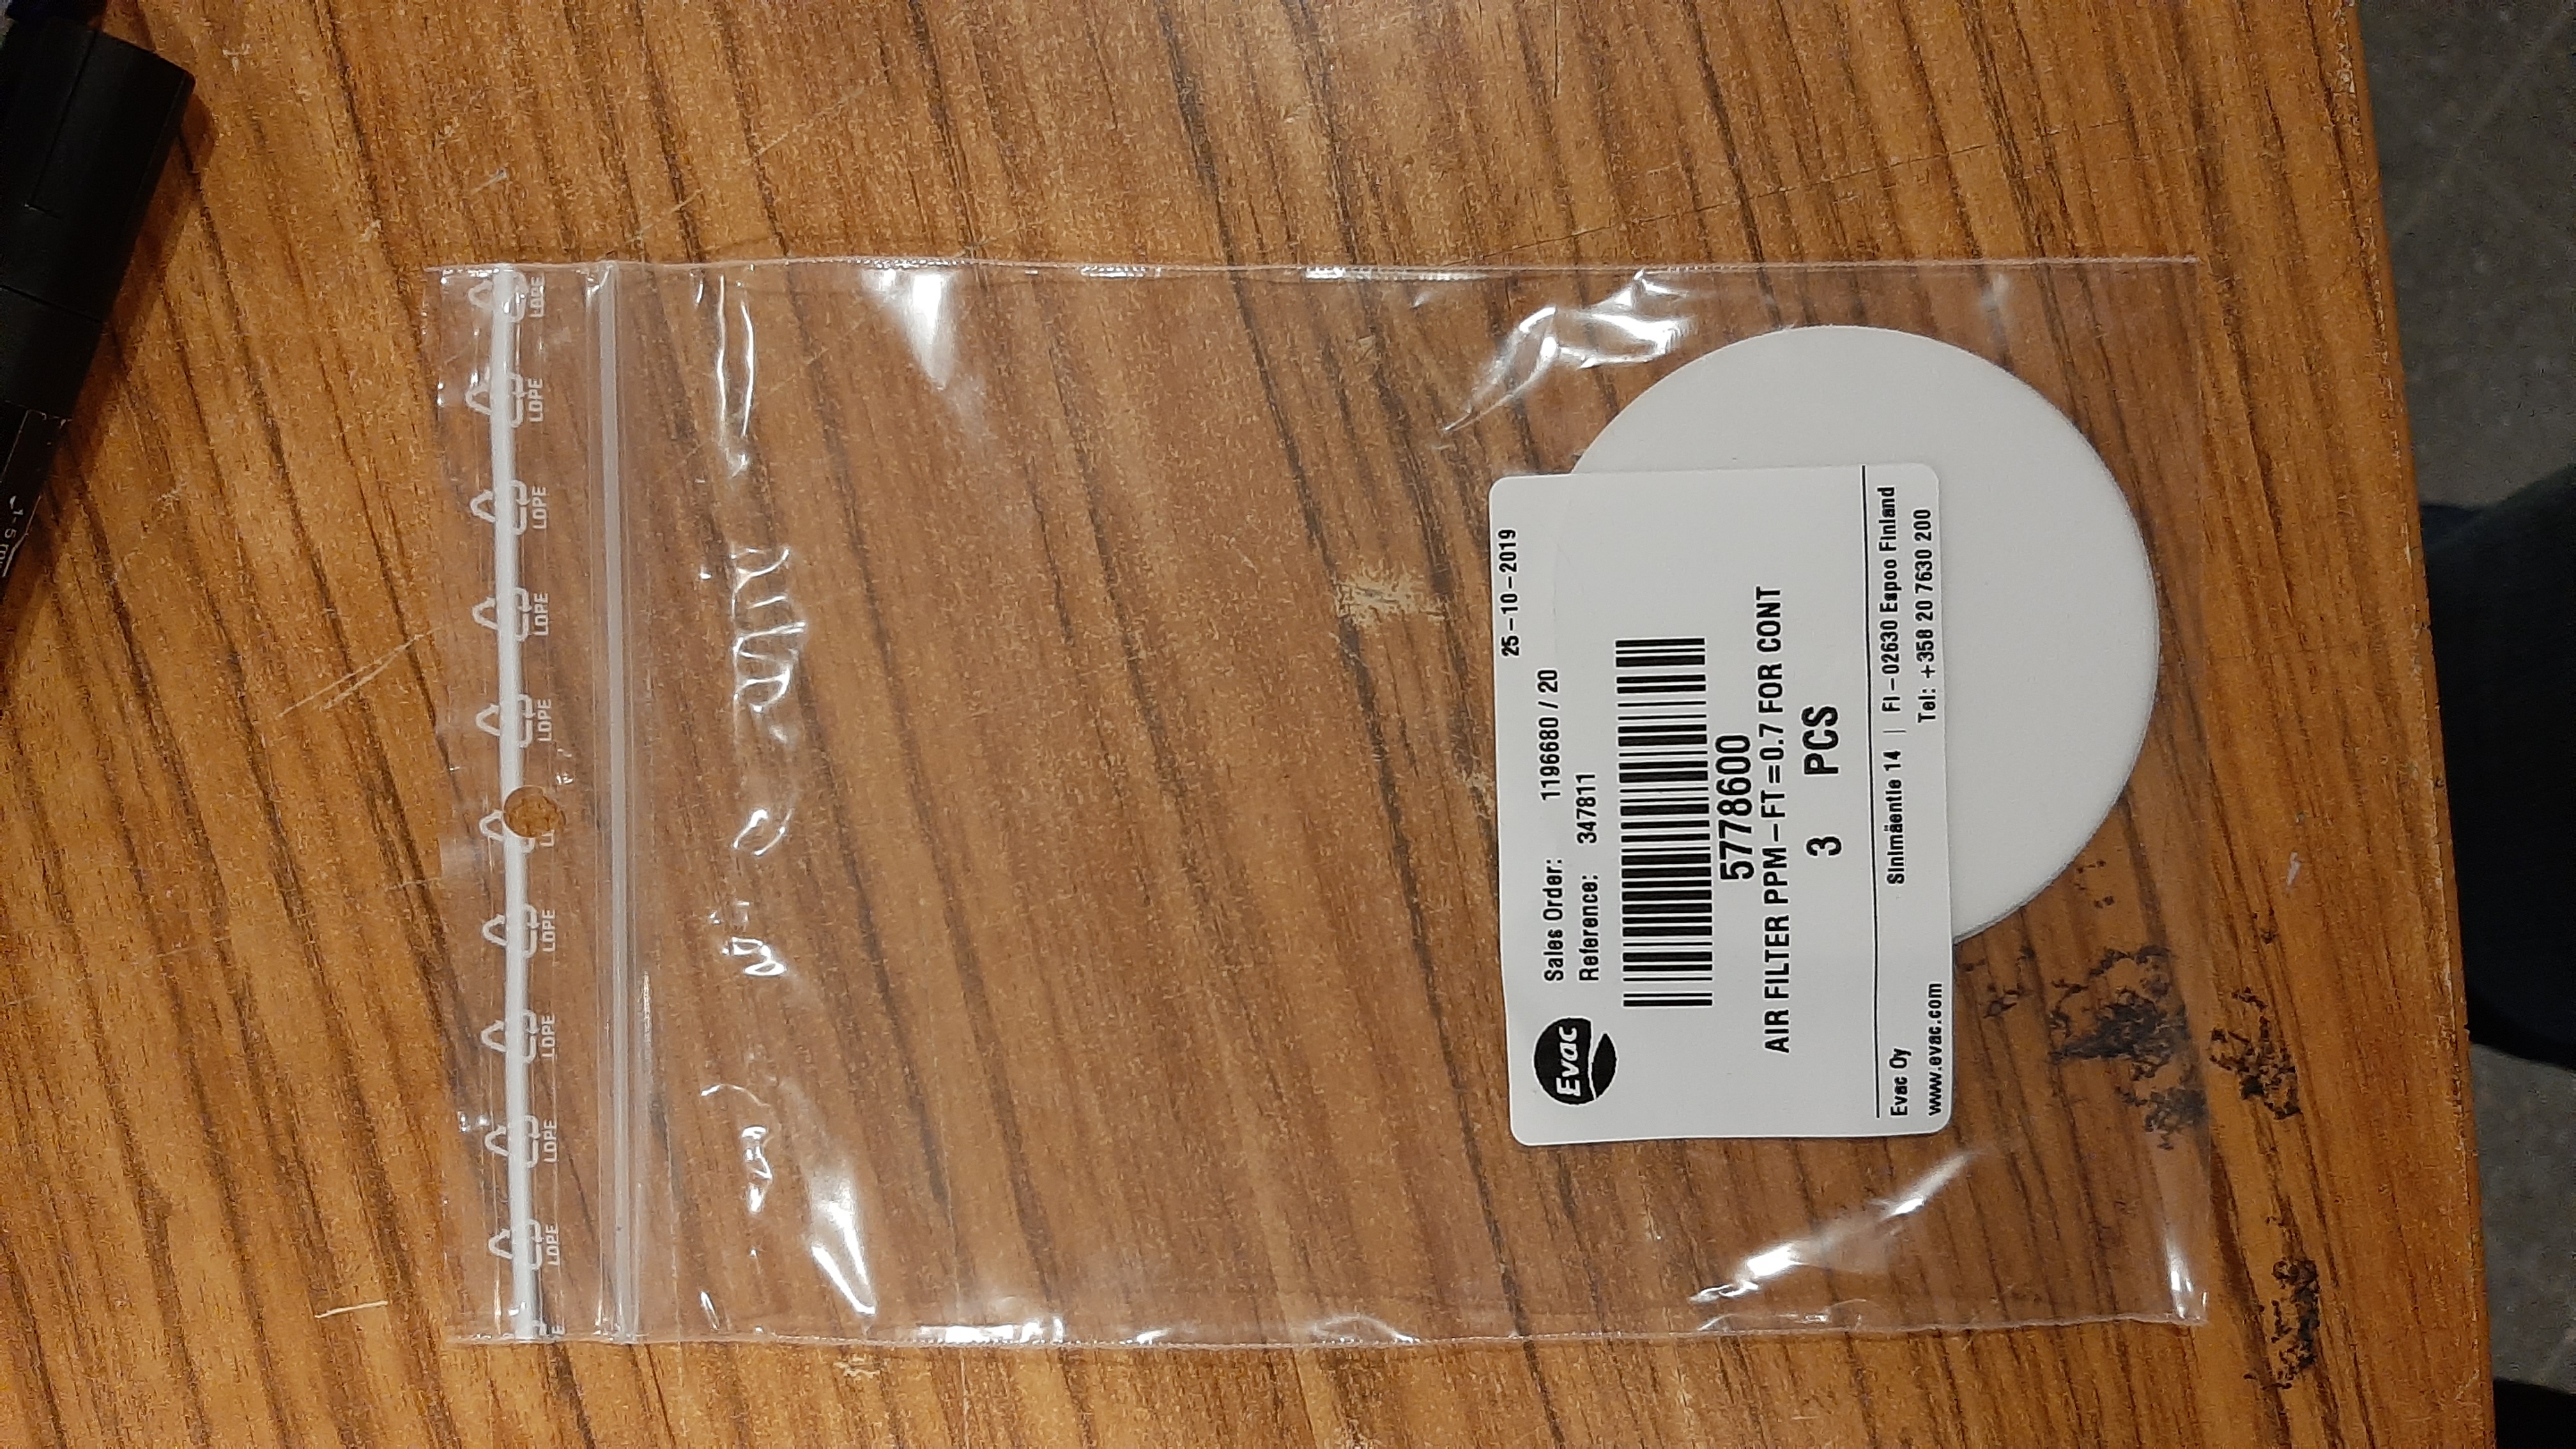 25-10-2019
Sales Order: 1196680 / 20
Reference: 347811
Evac
5778600
AIR FILTER PPM-FT=0.7 FOR CONT
3 PCS
Evac Oy Sinimäentie 14 | FI-02630 Espoo Finland
www.evac.com Tel: +358 20 7630 200
LDPE LDPE LDPE LDPE LDPE LDPE LDPE LDPE LDPE